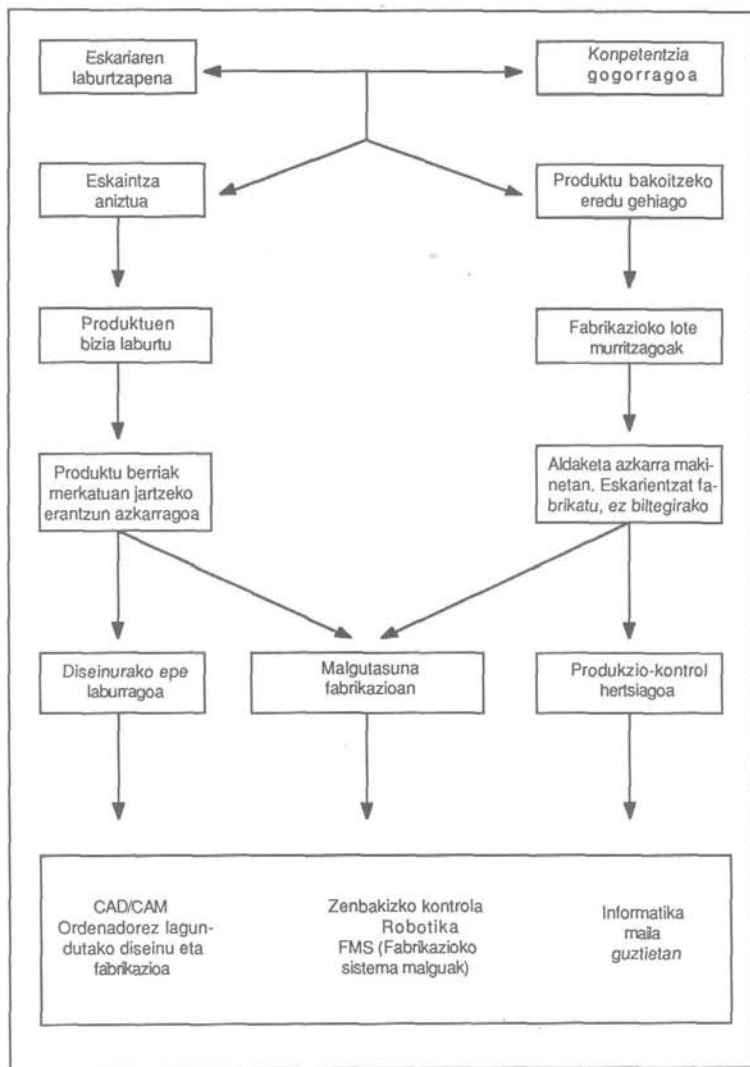 Eskariaren
laburtzapena
Konpetentzia
gogorragoa
Eskaintza
aniztua
Produktu bakoitzeko
eredu gehiago
Produktuen
bizia laburtu
Fabrikazioko lote
murritzagoak
Produktu berriak
merkatuan jartzeko
erantzun azkarragoa
Aldaketa azkarra maki-
netan. Eskarientzat fa-
brikatu, ez biltegirako
Diseinurako epe
laburragoa
Malgutasuna
fabrikazioan
Produkzio-kontrol
hertsiagoa
CAD/CAM
Ordenadorez lagun-
dutako diseinu eta
fabrikazioa
Zenbakizko kontrola
Robotika
FMS (Fabrikazioko
sistema malguak)
Informatika
maila
guztietan